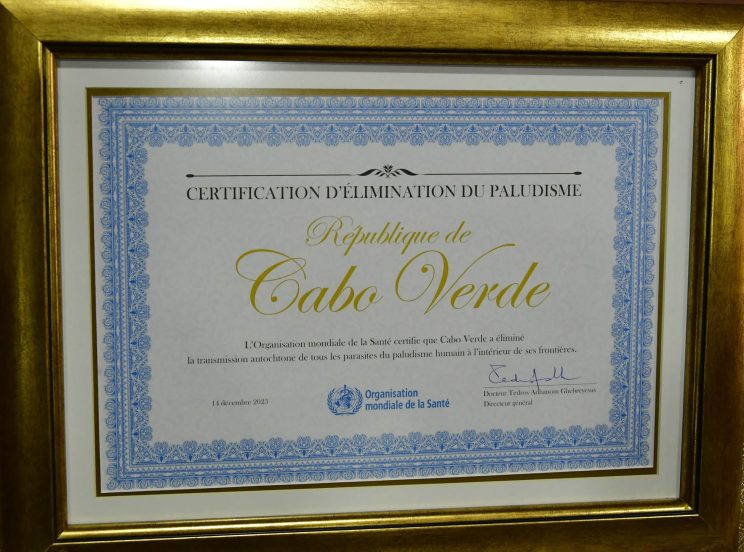 CERTIFICATION D'ÉLIMINATION DU PALUDISME
République de
Cabo Verde
L'Organisation mondiale de la Santé certifie que Cabo Verde a éliminé
la transmission autochtone de tous les parasites du paludisme humain à l'intérieur de ses frontières.
14 décembre 2023
Organisation
mondiale de la Santé
Docteur Tedros Adhanom Ghebreyesus
Directeur général